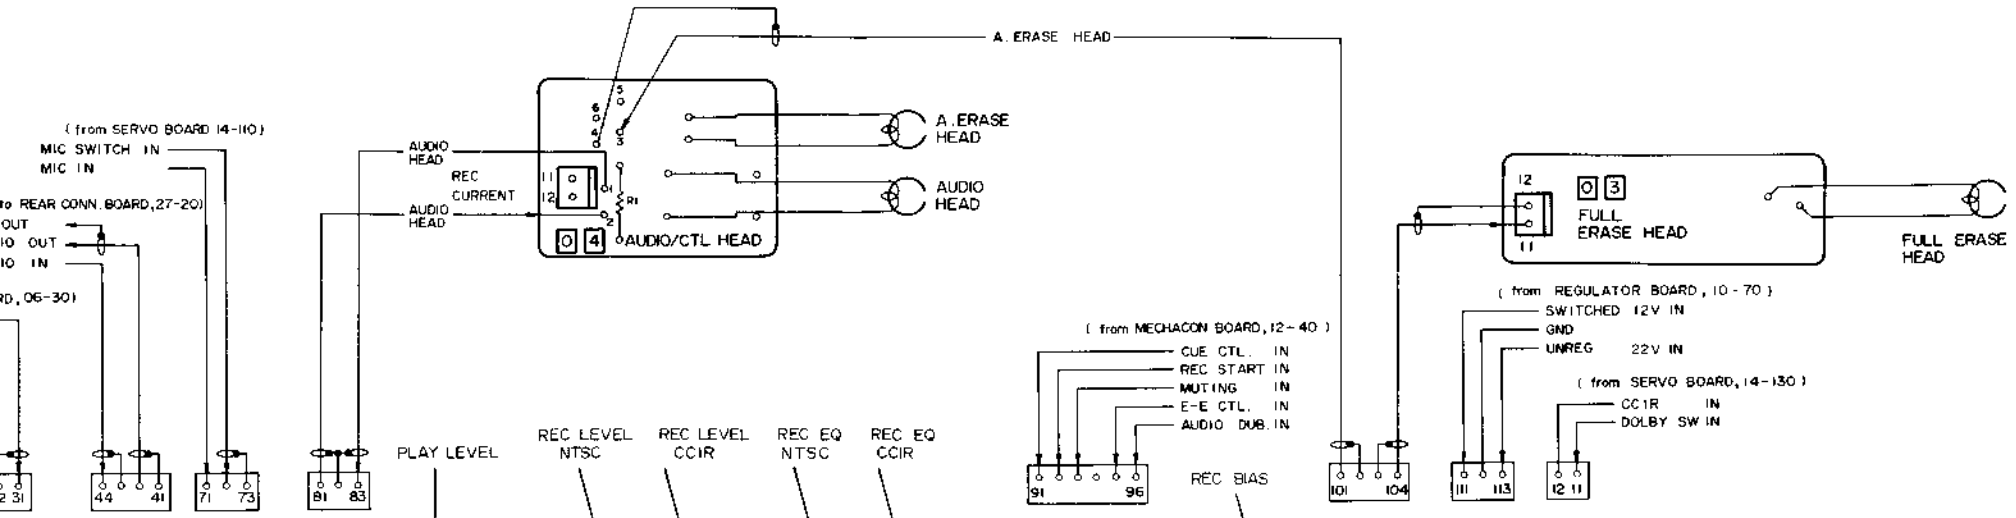 A. ERASE HEAD
5
6
4
3
A.ERASE
HEAD
(from SERVO BOARD 14-110)
MIC SWITCH IN
MIC IN
AUDIO
HEAD
REC
CURRENT
11
12
1
2
R1
AUDIO
HEAD
AUDIO
HEAD
0 4 AUDIO/CTL HEAD
12
11
0 3
FULL
ERASE HEAD
FULL ERASE
HEAD
to REAR CONN. BOARD, 27-20)
OUT
IO OUT
IO IN
RD, 06-30)
( from REGULATOR BOARD, 10-70 )
SWITCHED 12V IN
GND
UNREG 22V IN
( from MECHACON BOARD, 12-40 )
CUE CTL. IN
REC START IN
MUTING IN
E-E CTL. IN
AUDIO DUB. IN
( from SERVO BOARD, 14-130 )
CC1R IN
DOLBY SW IN
PLAY LEVEL
REC LEVEL
NTSC
REC LEVEL
CCIR
REC EQ
NTSC
REC EQ
CCIR
REC BIAS
2 31
44 41
71 73
81 83
91 96
101 104
111 113
12 11